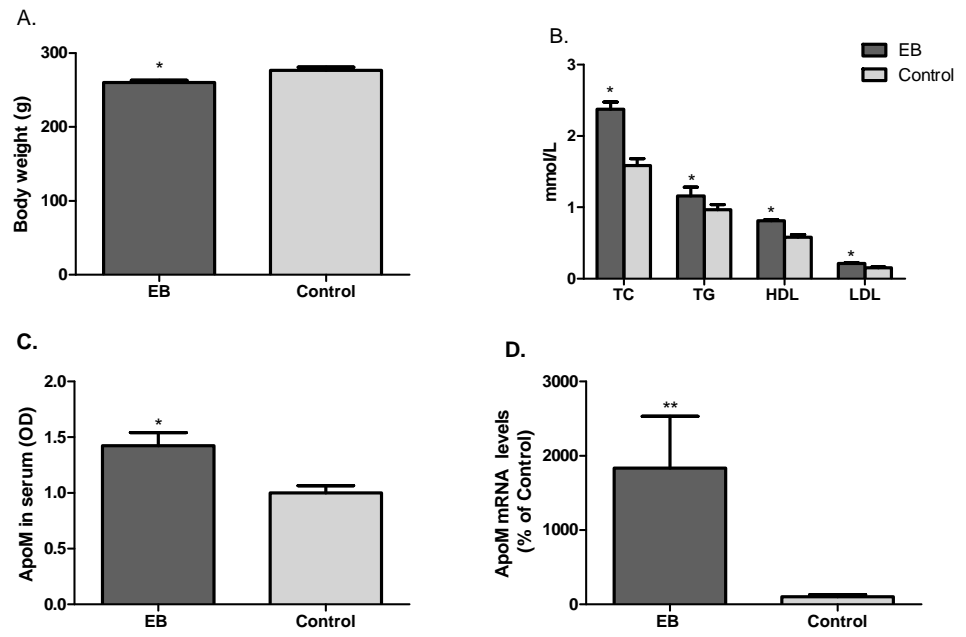 A.
Body weight (g)
300
200
100
0
*
EB
Control
B.
EB
Control
mmol/L
3
2
1
0
*
*
*
*
TC
TG
HDL
LDL
C.
ApoM in serum (OD)
2.0
1.5
1.0
0.5
0.0
*
EB
Control
D.
ApoM mRNA levels
(% of Control)
3000
2000
1000
0
**
EB
Control